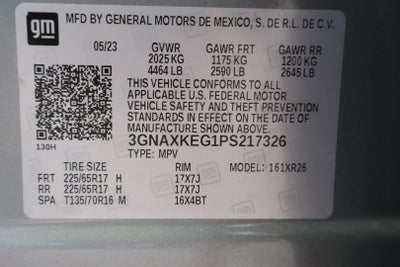 gm
MFD BY GENERAL MOTORS DE MEXICO, S. DE R.L. DE C.V.
05/23 GVWR GAWR FRT GAWR RR
2025 KG 1175 KG 1200 KG
4464 LB 2590 LB 2645 LB
THIS VEHICLE CONFORMS TO ALL
APPLICABLE U.S. FEDERAL MOTOR
VEHICLE SAFETY AND THEFT PREVENTION
STANDARDS IN EFFECT ON THE DATE OF
MANUFACTURE SHOWN ABOVE.
130H
3GNAXKEG1PS217326
TYPE: MPV
TIRE SIZE RIM MODEL: 161XR26
FRT 225/65R17 H 17X7J
RR 225/65R17 H 17X7J
SPA T135/70R16 M 16X4BT